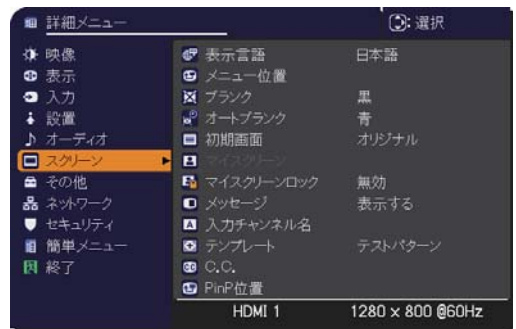 詳細メニュー
: 選択
映像
表示
入力
設置
オーディオ
スクリーン
その他
ネットワーク
セキュリティ
簡単メニュー
終了
表示言語 日本語
メニュー位置
ブランク 黒
オートブランク 青
初期画面 オリジナル
マイスクリーン
マイスクリーンロック 無効
メッセージ 表示する
入力チャンネル名
テンプレート テストパターン
C.C.
PinP位置
HDMI 1 1280 × 800 @60Hz